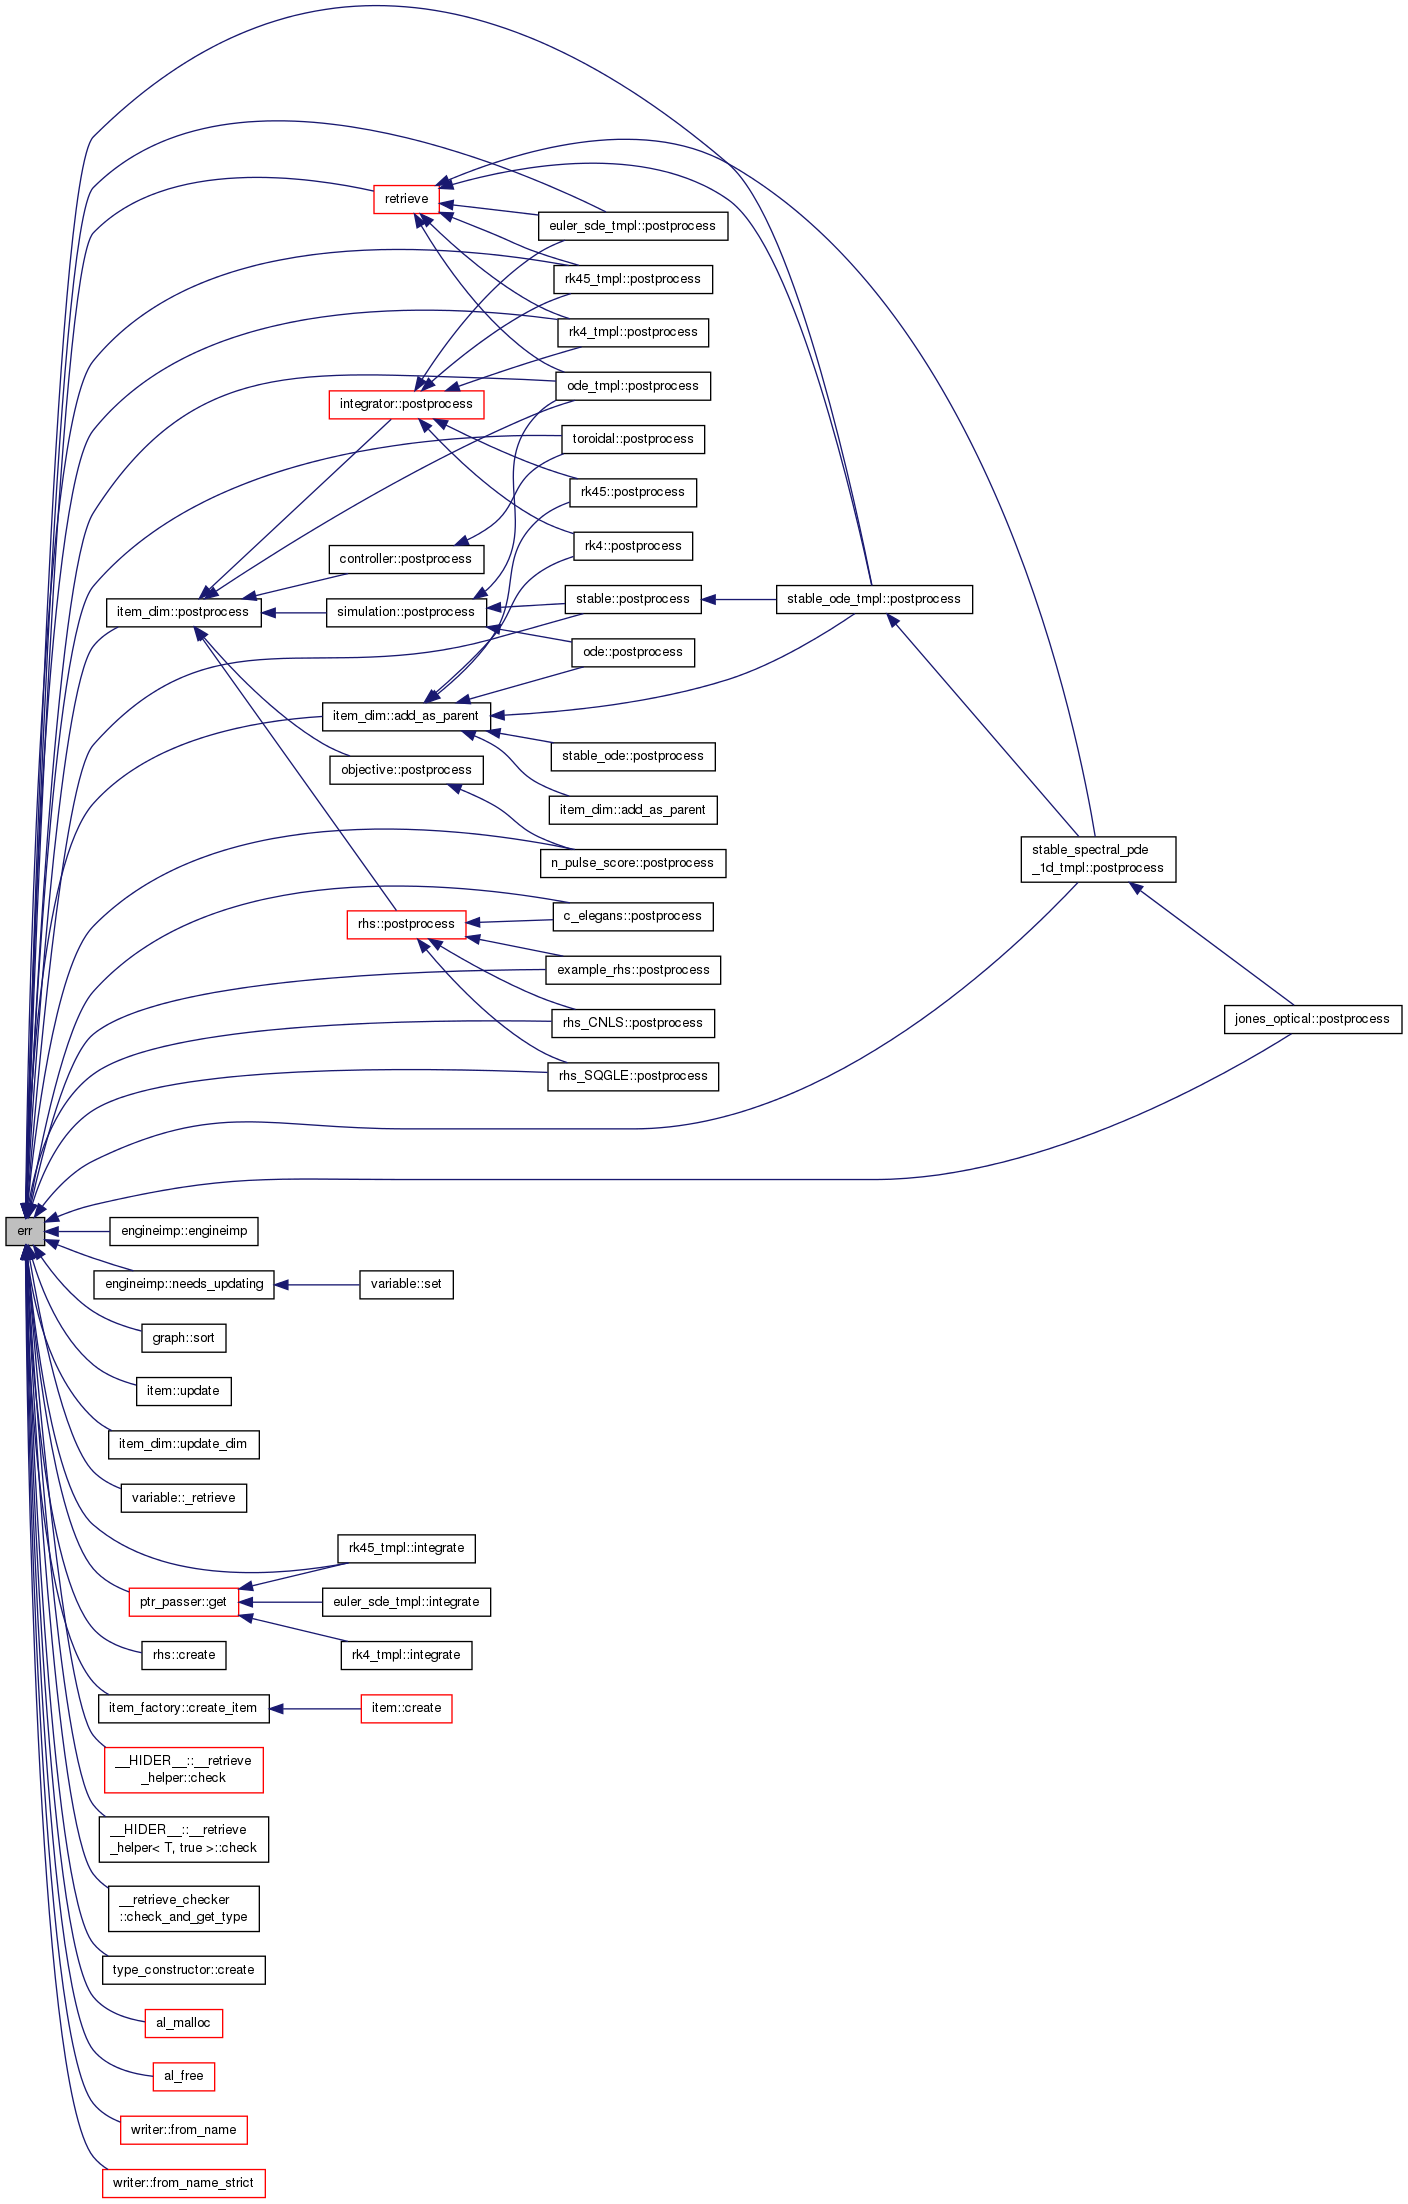 retrieve
euler_sde_tmpl::postprocess
rk45_tmpl::postprocess
rk4_tmpl::postprocess
ode_tmpl::postprocess
integrator::postprocess
toroidal::postprocess
rk45::postprocess
rk4::postprocess
controller::postprocess
item_dim::postprocess
simulation::postprocess
stable::postprocess
stable_ode_tmpl::postprocess
ode::postprocess
item_dim::add_as_parent
stable_ode::postprocess
objective::postprocess
item_dim::add_as_parent
n_pulse_score::postprocess
stable_spectral_pde
_1d_tmpl::postprocess
c_elegans::postprocess
rhs::postprocess
example_rhs::postprocess
rhs_CNLS::postprocess
jones_optical::postprocess
rhs_SQGLE::postprocess
err
engineimp::engineimp
engineimp::needs_updating
variable::set
graph::sort
item::update
item_dim::update_dim
variable::_retrieve
rk45_tmpl::integrate
ptr_passer::get
euler_sde_tmpl::integrate
rhs::create
rk4_tmpl::integrate
item_factory::create_item
item::create
__HIDER__::__retrieve
_helper::check
__HIDER__::__retrieve
_helper< T, true >::check
__retrieve_checker
::check_and_get_type
type_constructor::create
al_malloc
al_free
writer::from_name
writer::from_name_strict